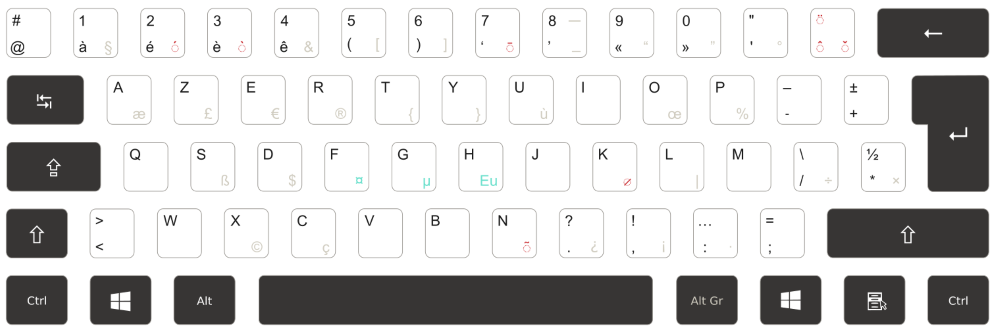 # @ 1 à § 2 é ◌́ 3 è ◌̀ 4 ê & 5 ( [ 6 ) ] 7 ‘ ◌̄ 8 — ’ _ 9 « “ 0 » ” " ' ° ◌̈ ◌̂ ◌̌ ←
A æ Z £ E € R ® T { Y } U ù I O œ P % – - ± +
Q S ß D $ F ¤ G µ H Eu J K ◌̸ L | M \ / ÷ ½ * ×
> < W X © C ç V B N ◌̃ ? . ¿ ! , ¡ … : · = ;
Ctrl Alt Alt Gr Ctrl